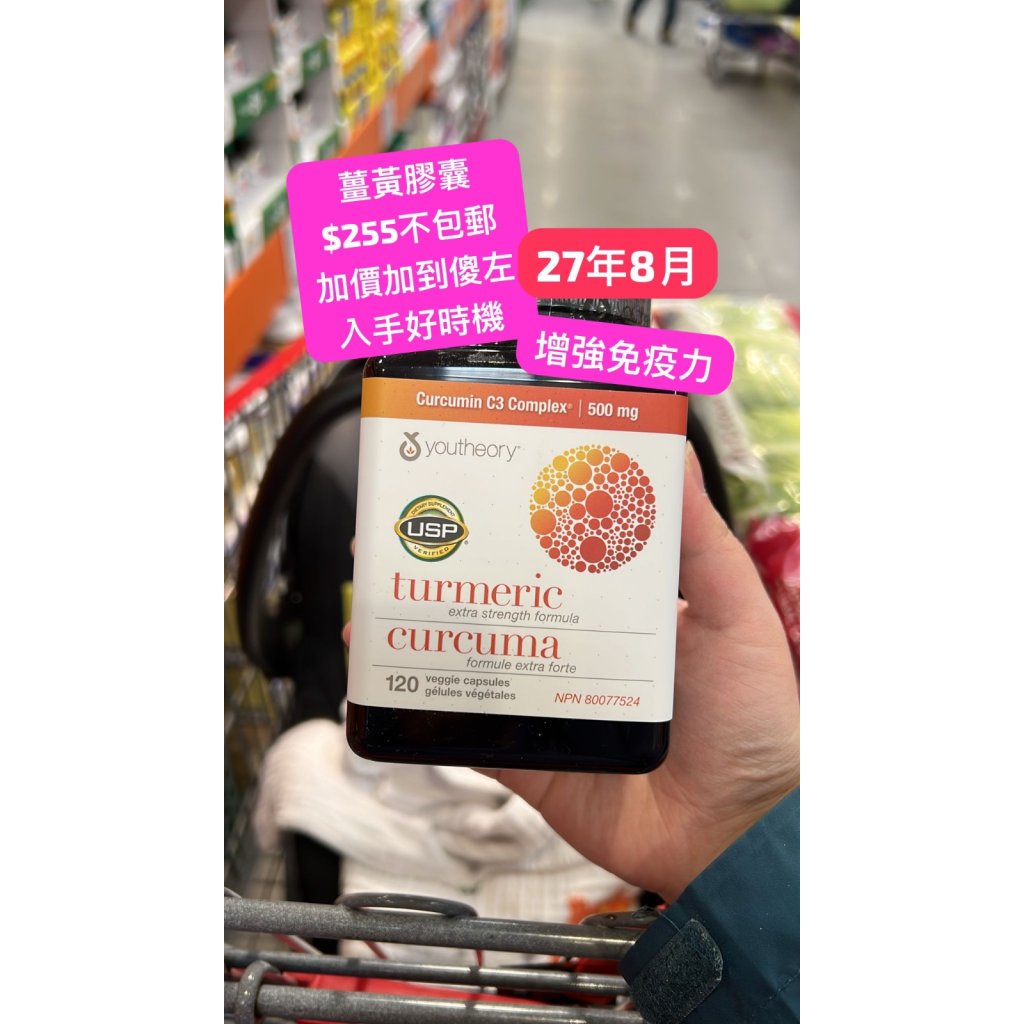 薑黃膠囊
$255不包郵
加價加到傻左
入手好時機
27年8月
增強免疫力
Curcumin C3 Complex® | 500 mg
youtheory®
DIETARY SUPPLEMENT
USP
VERIFIED
turmeric
extra strength formula
curcuma
formule extra forte
120 veggie capsules
gélules végétales
NPN 80077524